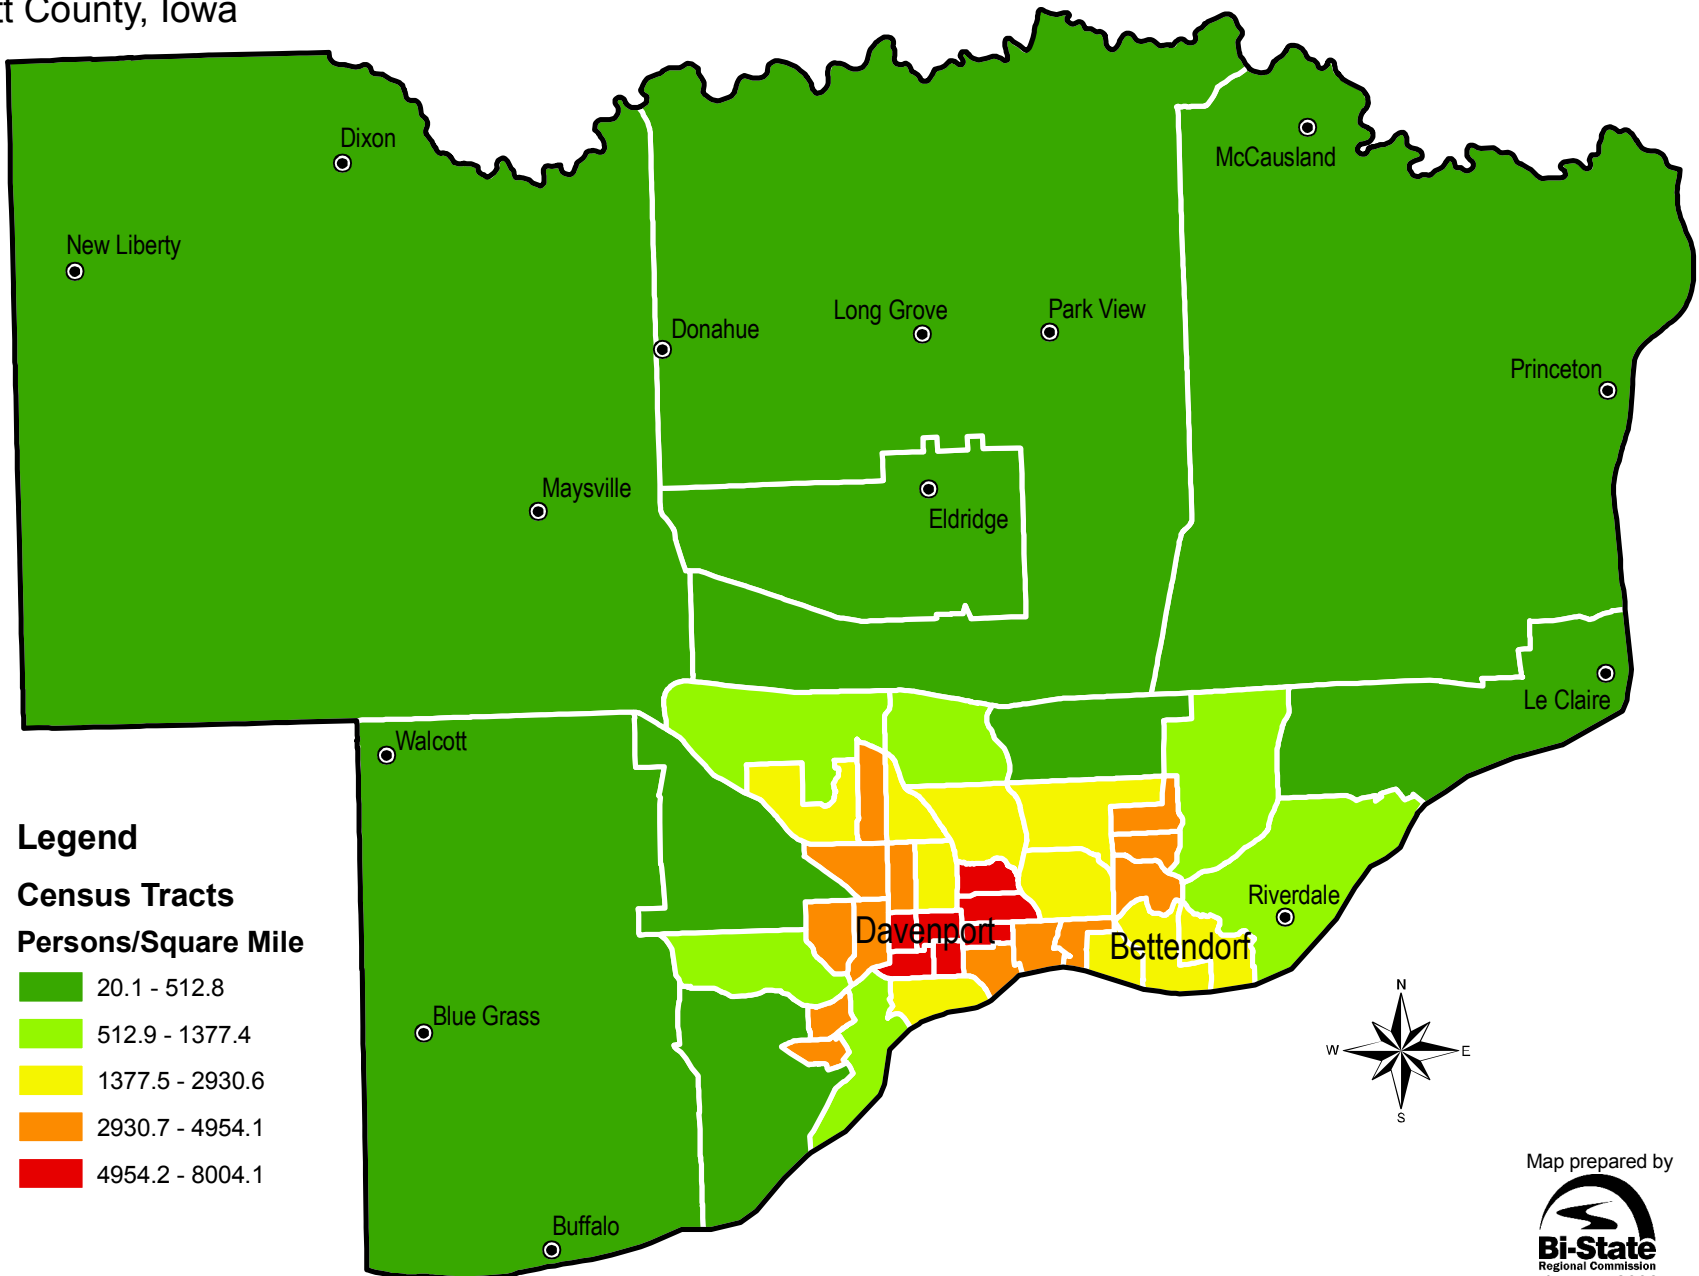 County, Iowa
Dixon
McCausland
New Liberty
Long Grove
Park View
Donahue
Princeton
Maysville
Eldridge
Le Claire
Walcott
Legend
Census Tracts
Persons/Square Mile
20.1 - 512.8
512.9 - 1377.4
1377.5 - 2930.6
2930.7 - 4954.1
4954.2 - 8004.1
Riverdale
Davenport
Bettendorf
Blue Grass
Buffalo
N
W
E
S
Map prepared by
Bi-State
Regional Commission